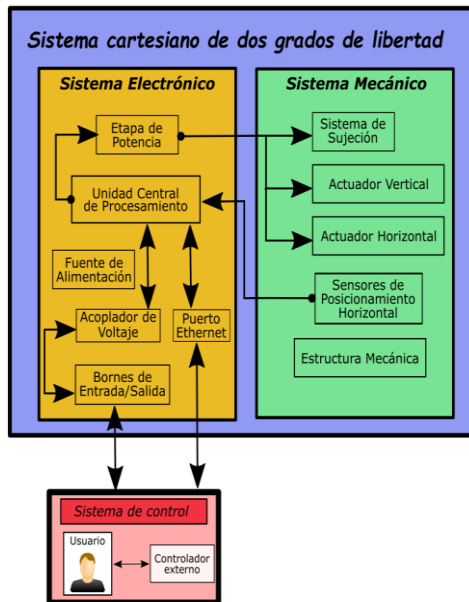 Sistema cartesiano de dos grados de libertad
Sistema Electrónico
Etapa de
Potencia
Unidad Central
de Procesamiento
Fuente de
Alimentación
Acoplador de
Voltaje
Puerto
Ethernet
Bornes de
Entrada/Salida
Sistema Mecánico
Sistema de
Sujeción
Actuador Vertical
Actuador Horizontal
Sensores de
Posicionamiento
Horizontal
Estructura Mecánica
Sistema de control
Usuario
Controlador
externo